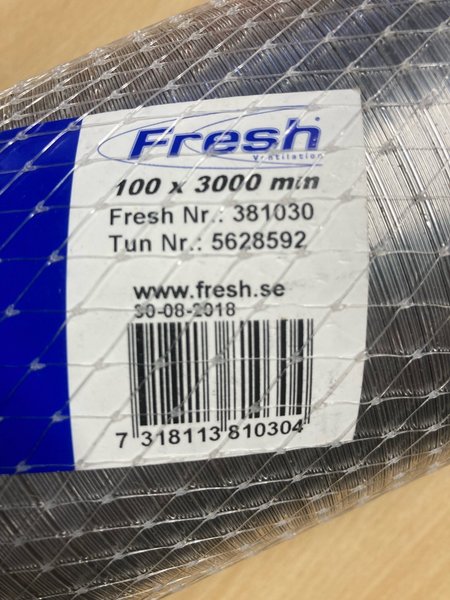 Fresh
Ventilation
100 x 3000 mm
Fresh Nr.: 381030
Tun Nr.: 5628592
www.fresh.se
30-08-2018
7 318113 810304